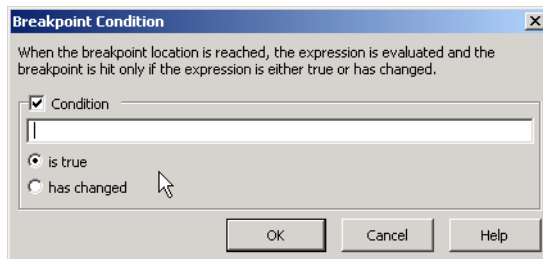 Breakpoint Condition
When the breakpoint location is reached, the expression is evaluated and the
breakpoint is hit only if the expression is either true or has changed.
Condition
is true
has changed
OK Cancel Help